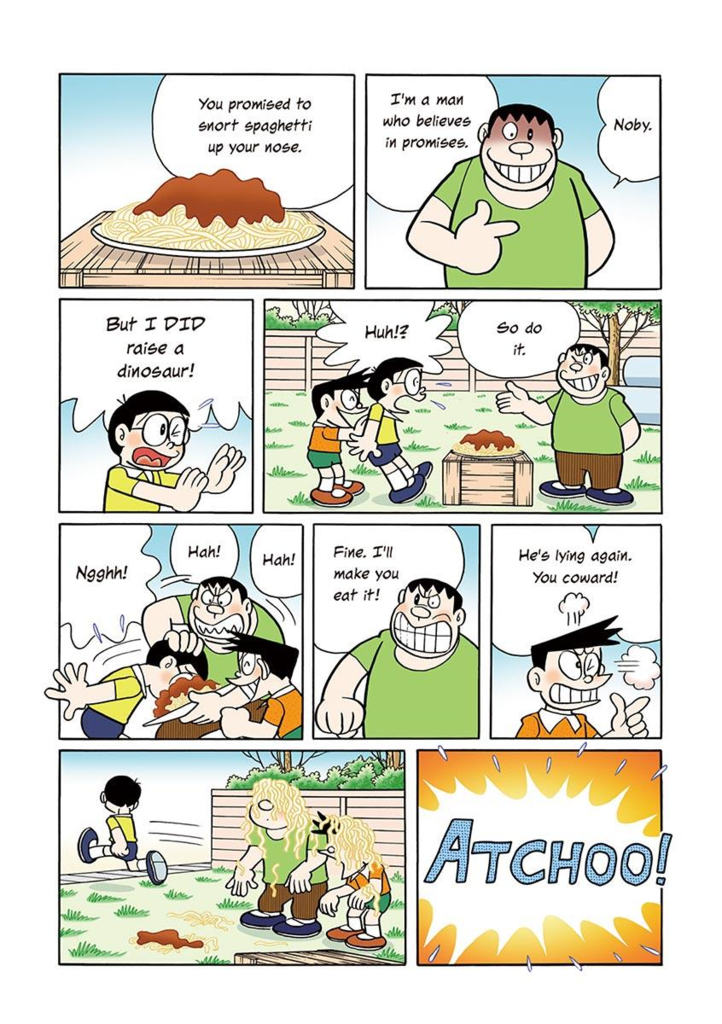 Noby.
I'm a man
who believes
in promises.
You promised to
snort spaghetti
up your nose.
So do
it.
Huh!?
But I DID
raise a
dinosaur!
He's lying again.
You coward!
Fine. I'll
make you
eat it!
Hah!
Hah!
Ngghh!
ATCHOO!